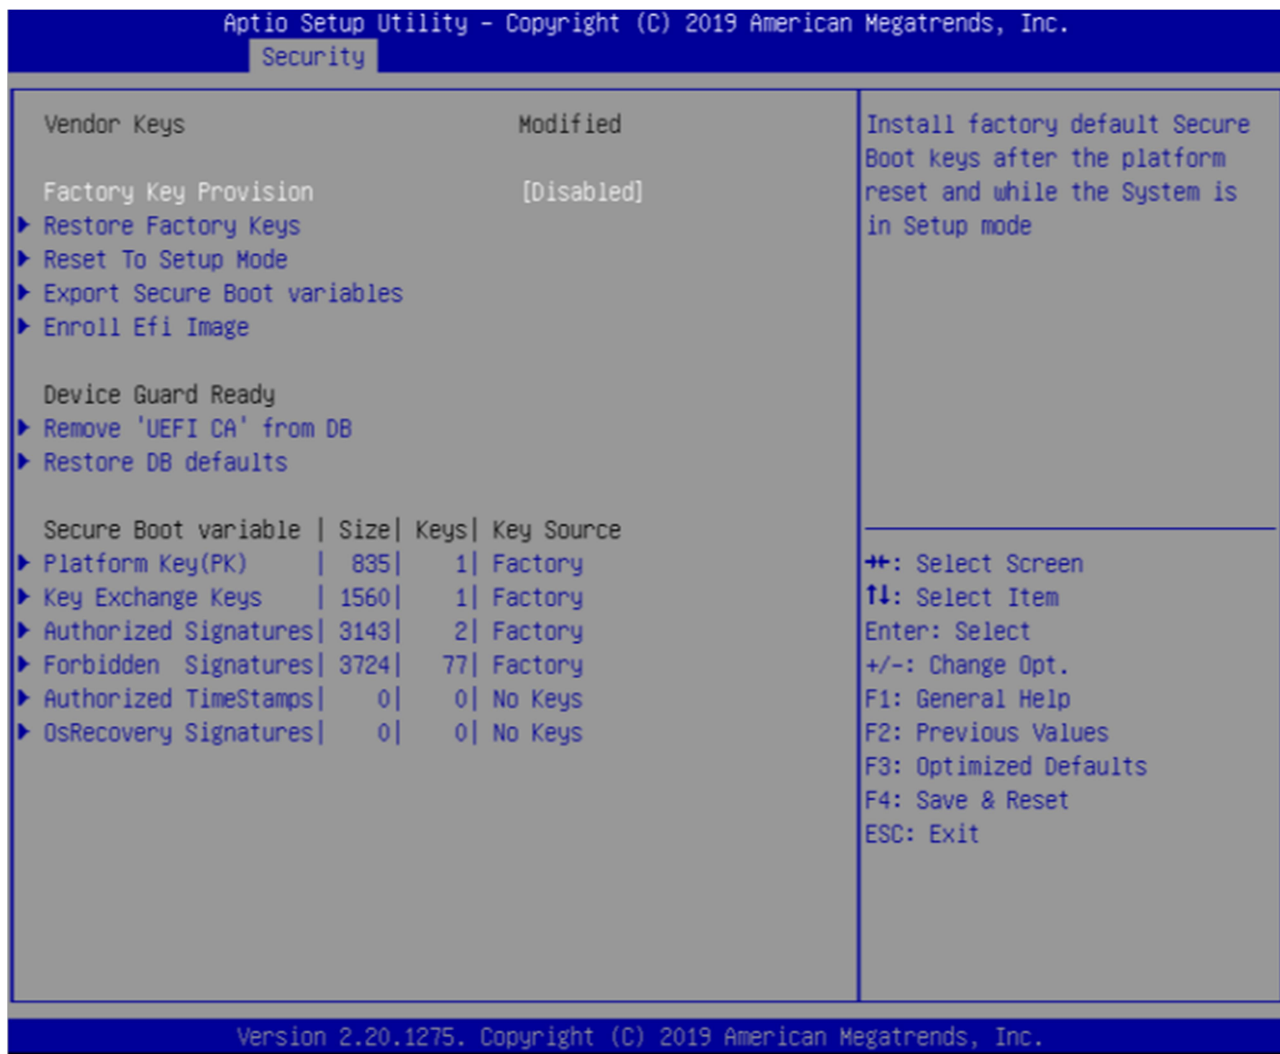 Aptio Setup Utility – Copyright (C) 2019 American Megatrends, Inc.
Security
Vendor Keys Modified
Factory Key Provision [Disabled]
Restore Factory Keys
Reset To Setup Mode
Export Secure Boot variables
Enroll Efi Image
Device Guard Ready
Remove 'UEFI CA' from DB
Restore DB defaults
Secure Boot variable | Size| Keys| Key Source
Platform Key(PK) | 835| 1| Factory
Key Exchange Keys | 1560| 1| Factory
Authorized Signatures| 3143| 2| Factory
Forbidden Signatures| 3724| 77| Factory
Authorized TimeStamps| 0| 0| No Keys
OsRecovery Signatures| 0| 0| No Keys
Install factory default Secure
Boot keys after the platform
reset and while the System is
in Setup mode
→←: Select Screen
↑↓: Select Item
Enter: Select
+/-: Change Opt.
F1: General Help
F2: Previous Values
F3: Optimized Defaults
F4: Save & Reset
ESC: Exit
Version 2.20.1275. Copyright (C) 2019 American Megatrends, Inc.